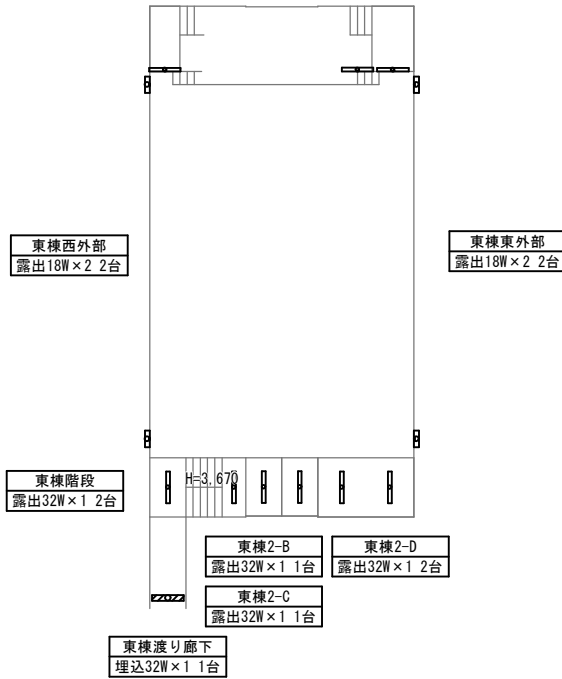 東棟西外部
露出18W×2 2台
東棟東外部
露出18W×2 2台
東棟階段
露出32W×1 2台
H=3,670
東棟2-B
露出32W×1 1台
東棟2-D
露出32W×1 2台
東棟2-C
露出32W×1 1台
東棟渡り廊下
埋込32W×1 1台